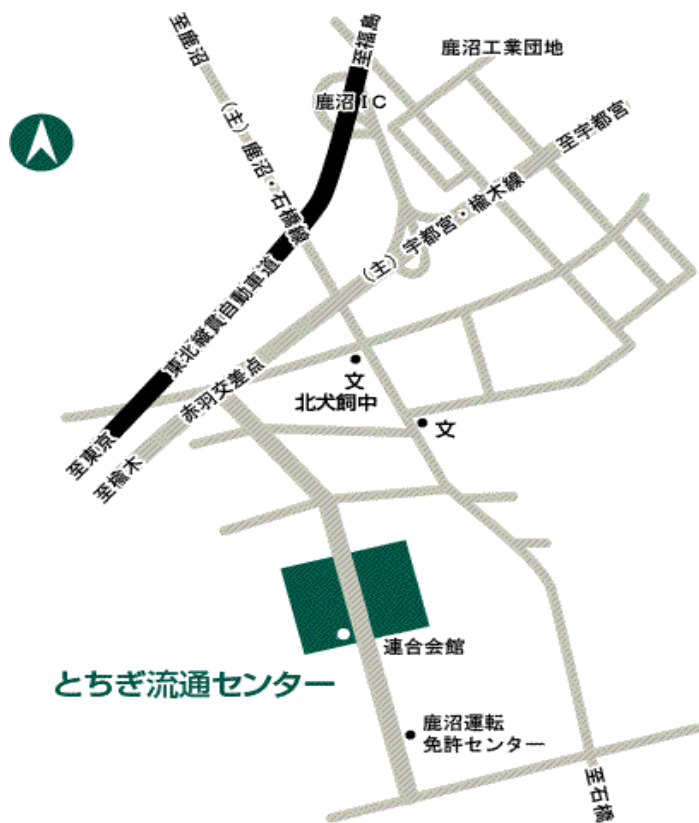 至鹿沼
至福島
鹿沼工業団地
鹿沼IC
(主)鹿沼・石橋線
至宇都宮
(主)宇都宮・楡木線
東北縦貫自動車道
赤羽交差点
文
北犬飼中
文
至東京
至楡木
連合会館
とちぎ流通センター
鹿沼運転
免許センター
至石橋